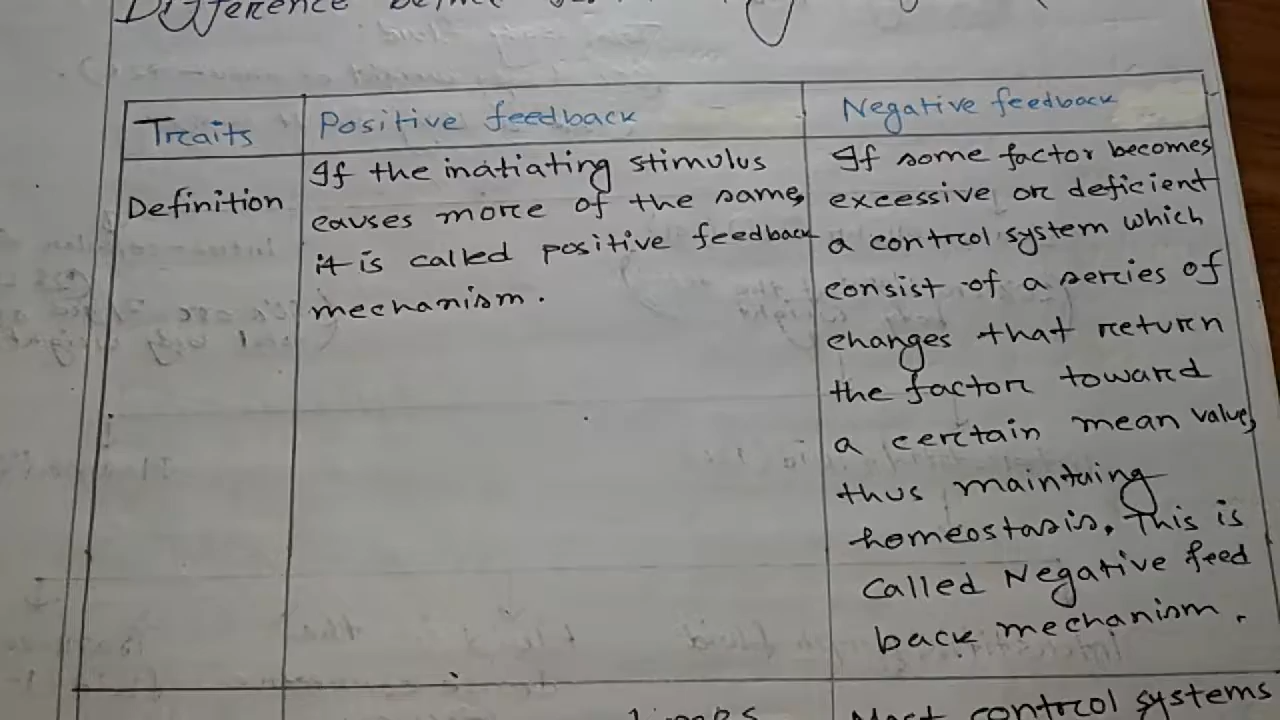 Difference
Traits
Positive feedback
Negative feedback
Definition
If the inatiating stimulus
causes more of the same,
it is called positive feedback
mechanism.
If some factor becomes
excessive or deficient
a control system which
consist of a series of
changes that return
the factor toward
a certain mean value,
thus maintaing
homeostasis. This is
called Negative feed
back mechanism.
Most control systems